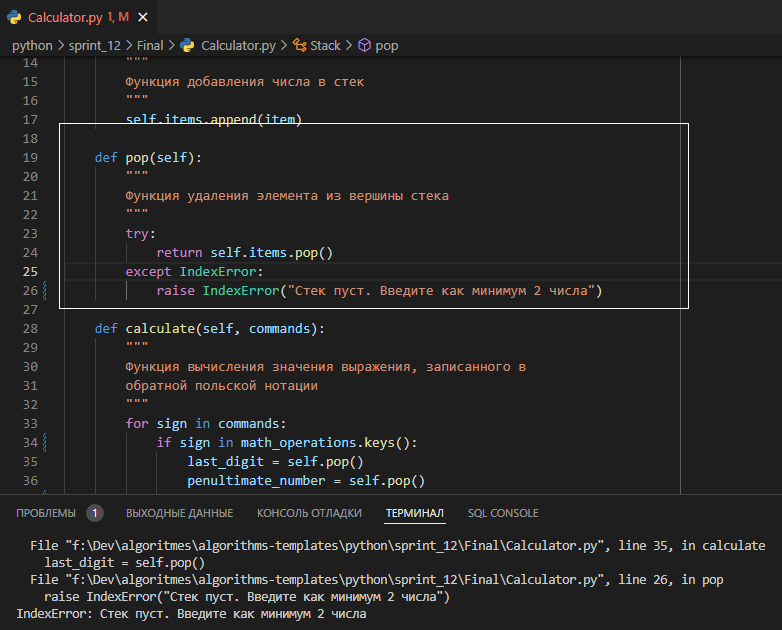 Calculator.py 1, M
python > sprint_12 > Final > Calculator.py > Stack > pop
14 """
15 Функция добавления числа в стек
16 """
17 self.items.append(item)
18
19 def pop(self):
20 """
21 Функция удаления элемента из вершины стека
22 """
23 try:
24 return self.items.pop()
25 except IndexError:
26 raise IndexError("Стек пуст. Введите как минимум 2 числа")
27
28 def calculate(self, commands):
29 """
30 Функция вычисления значения выражения, записанного в
31 обратной польской нотации
32 """
33 for sign in commands:
34 if sign in math_operations.keys():
35 last_digit = self.pop()
36 penultimate_number = self.pop()
ПРОБЛЕМЫ 1 ВЫХОДНЫЕ ДАННЫЕ КОНСОЛЬ ОТЛАДКИ ТЕРМИНАЛ SQL CONSOLE
File "f:\Dev\algoritmes\algorithms-templates\python\sprint_12\Final\Calculator.py", line 35, in calculate
last_digit = self.pop()
File "f:\Dev\algoritmes\algorithms-templates\python\sprint_12\Final\Calculator.py", line 26, in pop
raise IndexError("Стек пуст. Введите как минимум 2 числа")
IndexError: Стек пуст. Введите как минимум 2 числа